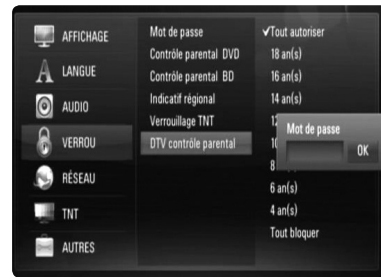 AFFICHAGE
LANGUE
AUDIO
VERROU
RÉSEAU
TNT
AUTRES
Mot de passe
Contrôle parental DVD
Contrôle parental BD
Indicatif régional
Verrouillage TNT
DTV contrôle parental
✓Tout autoriser
18 an(s)
16 an(s)
14 an(s)
12
10
8
6 an(s)
4 an(s)
Tout bloquer
Mot de passe
OK